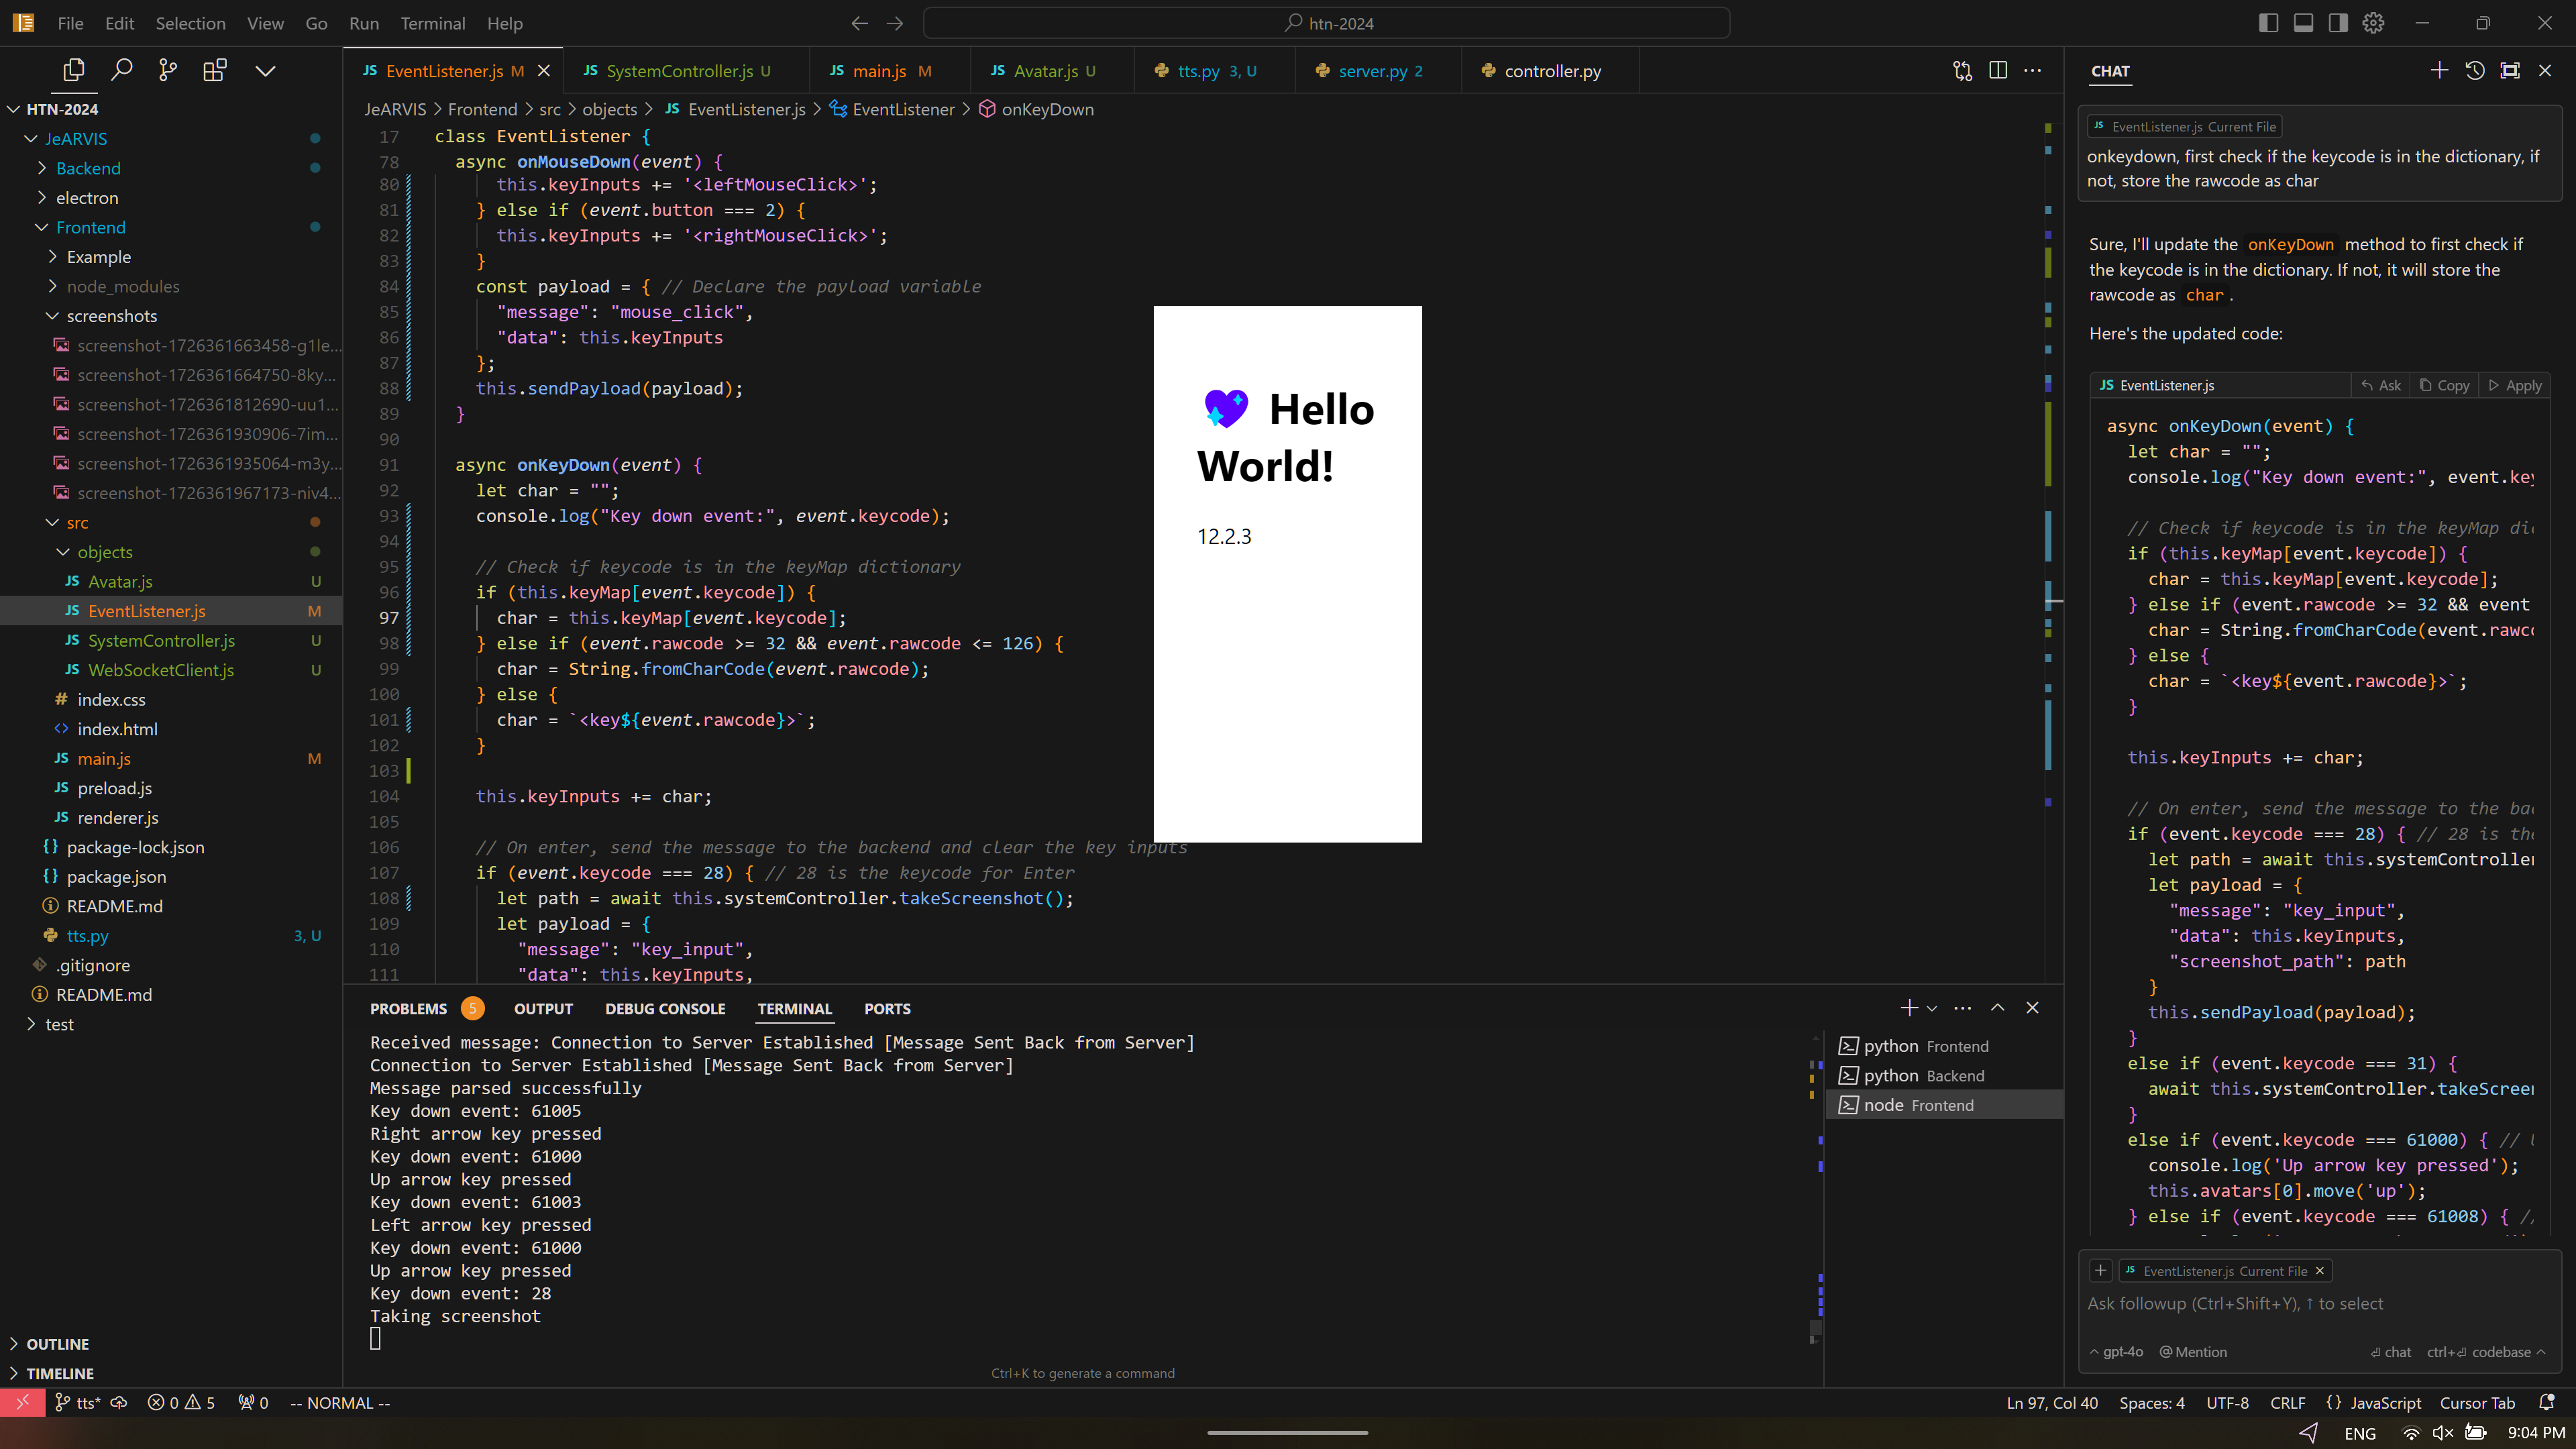 File Edit Selection View Go Run Terminal Help
htn-2024
EventListener.js M
SystemController.js U
main.js M
Avatar.js U
tts.py 3, U
server.py 2
controller.py
HTN-2024
JeARVIS
Backend
electron
Frontend
Example
node_modules
screenshots
screenshot-1726361663458-g1le...
screenshot-1726361664750-8ky...
screenshot-1726361812690-uu1...
screenshot-1726361930906-7im...
screenshot-1726361935064-m3y...
screenshot-1726361967173-niv4...
src
objects
JS Avatar.js U
JS EventListener.js M
JS SystemController.js U
JS WebSocketClient.js U
# index.css
<> index.html
JS main.js M
JS preload.js
JS renderer.js
{} package-lock.json
{} package.json
README.md
tts.py 3, U
.gitignore
README.md
test
OUTLINE
TIMELINE
JeARVIS > Frontend > src > objects > JS EventListener.js > EventListener > onKeyDown
17 class EventListener {
78 async onMouseDown(event) {
80 this.keyInputs += '<leftMouseClick>';
81 } else if (event.button === 2) {
82 this.keyInputs += '<rightMouseClick>';
83 }
84 const payload = { // Declare the payload variable
85 "message": "mouse_click",
86 "data": this.keyInputs
87 };
88 this.sendPayload(payload);
89 }
90
91 async onKeyDown(event) {
92 let char = "";
93 console.log("Key down event:", event.keycode);
94
95 // Check if keycode is in the keyMap dictionary
96 if (this.keyMap[event.keycode]) {
97 char = this.keyMap[event.keycode];
98 } else if (event.rawcode >= 32 && event.rawcode <= 126) {
99 char = String.fromCharCode(event.rawcode);
100 } else {
101 char = `<key${event.rawcode}>`;
102 }
103
104 this.keyInputs += char;
105
106 // On enter, send the message to the backend and clear the key inputs
107 if (event.keycode === 28) { // 28 is the keycode for Enter
108 let path = await this.systemController.takeScreenshot();
109 let payload = {
110 "message": "key_input",
111 "data": this.keyInputs,
💖 Hello
World!
12.2.3
PROBLEMS 5 OUTPUT DEBUG CONSOLE TERMINAL PORTS
Received message: Connection to Server Established [Message Sent Back from Server]
Connection to Server Established [Message Sent Back from Server]
Message parsed successfully
Key down event: 61005
Right arrow key pressed
Key down event: 61000
Up arrow key pressed
Key down event: 61003
Left arrow key pressed
Key down event: 61000
Up arrow key pressed
Key down event: 28
Taking screenshot
Ctrl+K to generate a command
python Frontend
python Backend
node Frontend
CHAT
JS EventListener.js Current File
onkeydown, first check if the keycode is in the dictionary, if
not, store the rawcode as char
Sure, I'll update the onKeyDown method to first check if
the keycode is in the dictionary. If not, it will store the
rawcode as char .
Here's the updated code:
JS EventListener.js Ask Copy Apply
async onKeyDown(event) {
let char = "";
console.log("Key down event:", event.key
// Check if keycode is in the keyMap di
if (this.keyMap[event.keycode]) {
char = this.keyMap[event.keycode];
} else if (event.rawcode >= 32 && event
char = String.fromCharCode(event.rawc
} else {
char = `<key${event.rawcode}>`;
}
this.keyInputs += char;
// On enter, send the message to the ba
if (event.keycode === 28) { // 28 is th
let path = await this.systemController
let payload = {
"message": "key_input",
"data": this.keyInputs,
"screenshot_path": path
}
this.sendPayload(payload);
}
else if (event.keycode === 31) {
await this.systemController.takeScreen
}
else if (event.keycode === 61000) { //
console.log('Up arrow key pressed');
this.avatars[0].move('up');
} else if (event.keycode === 61008) { //
+ JS EventListener.js Current File ×
Ask followup (Ctrl+Shift+Y), ↑ to select
gpt-4o @ Mention chat ctrl+⏎ codebase
tts* 0 5 0 -- NORMAL -- Ln 97, Col 40 Spaces: 4 UTF-8 CRLF {} JavaScript Cursor Tab
ENG 9:04 PM